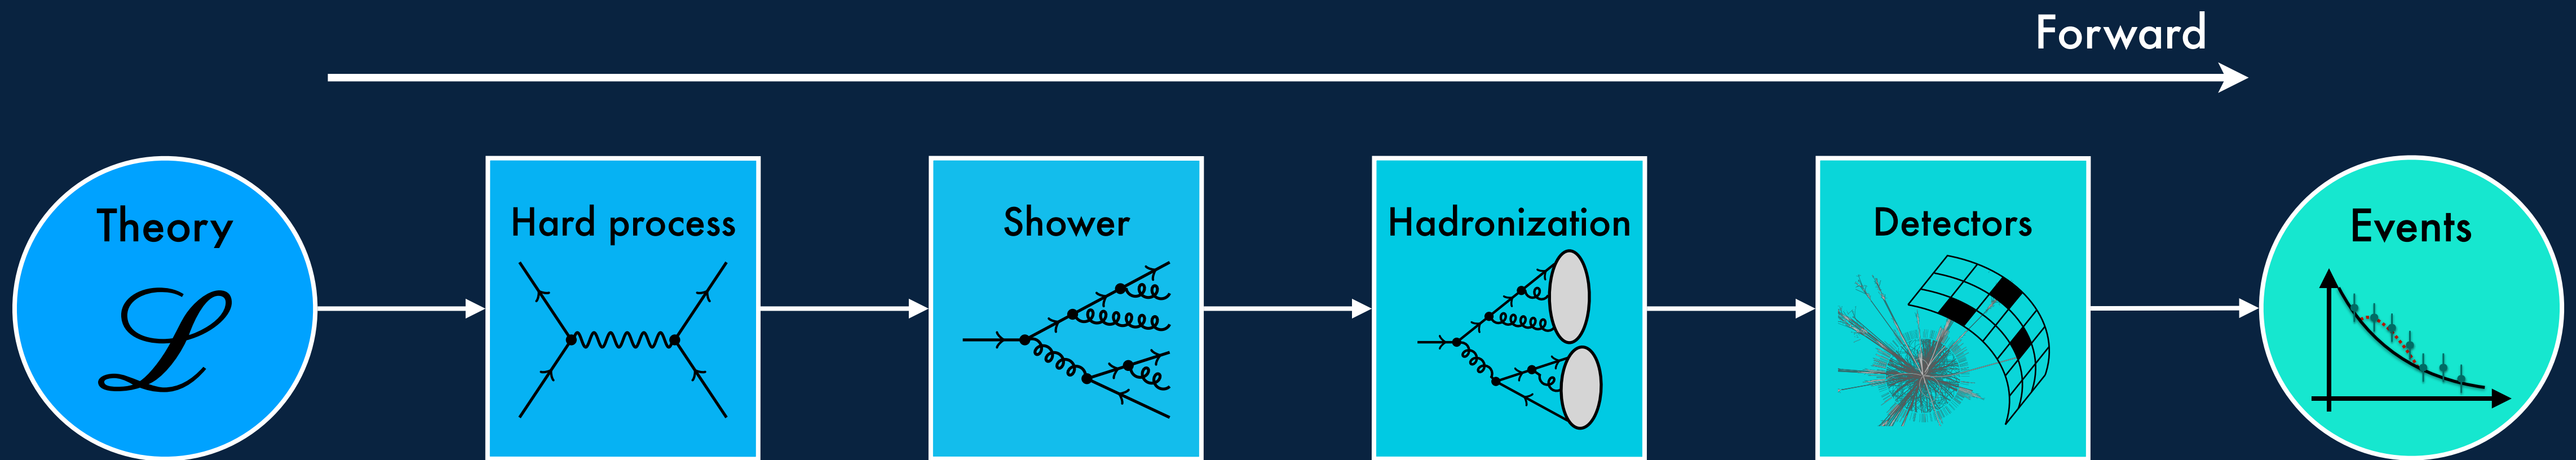 Forward
Theory
ℒ
Hard process
Shower
Hadronization
Detectors
Events